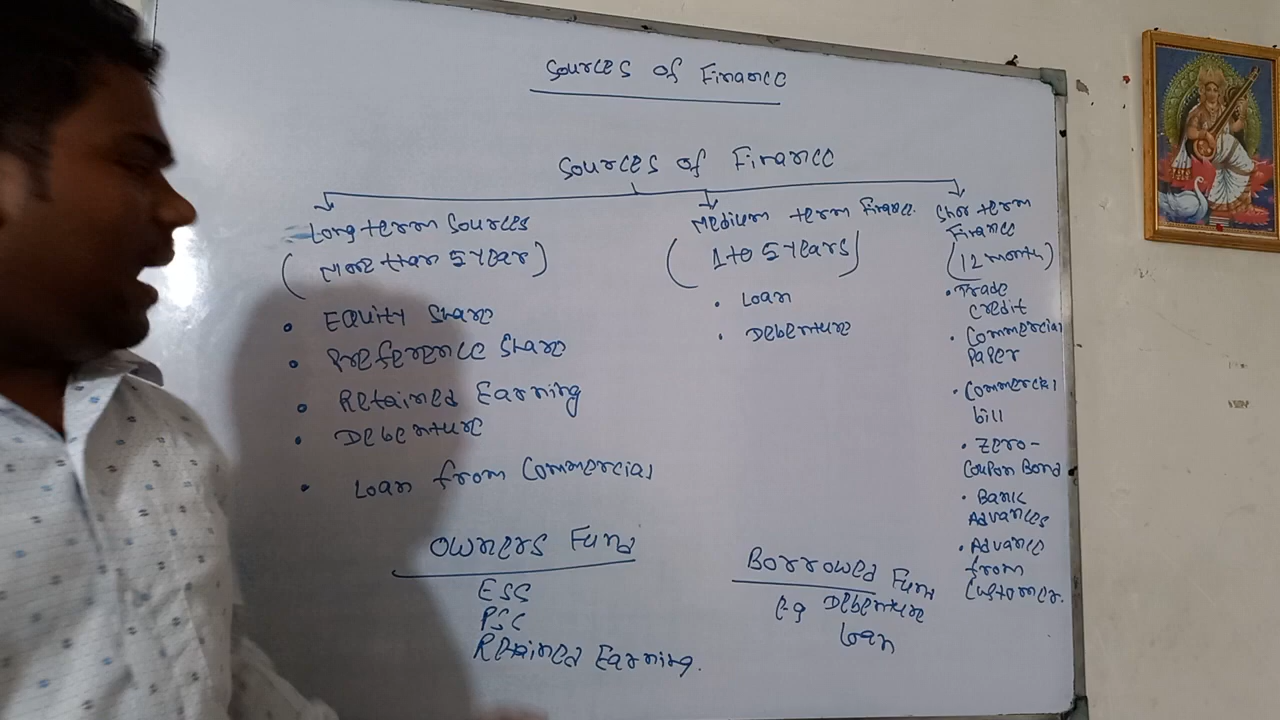 Sources of Finance
Sources of Finance
Long term Sources
(More than 5 Year)
• Equity Share
• Preference Share
• Retained Earning
• Debenture
• Loan from Commercial
Medium term Finance.
(1 to 5 Years)
• Loan
• Debenture
Shor term
Finance
(12 month)
• Trade
Credit
• Commercial
Paper
• Commercial
bill
• Zero-
Coupon Bond
• Bank
Advances
• Advance
from
Customer.
Owners Fund
ESC
PSC
Retained Earning.
Borrowed Fund
eg Debenture
loan